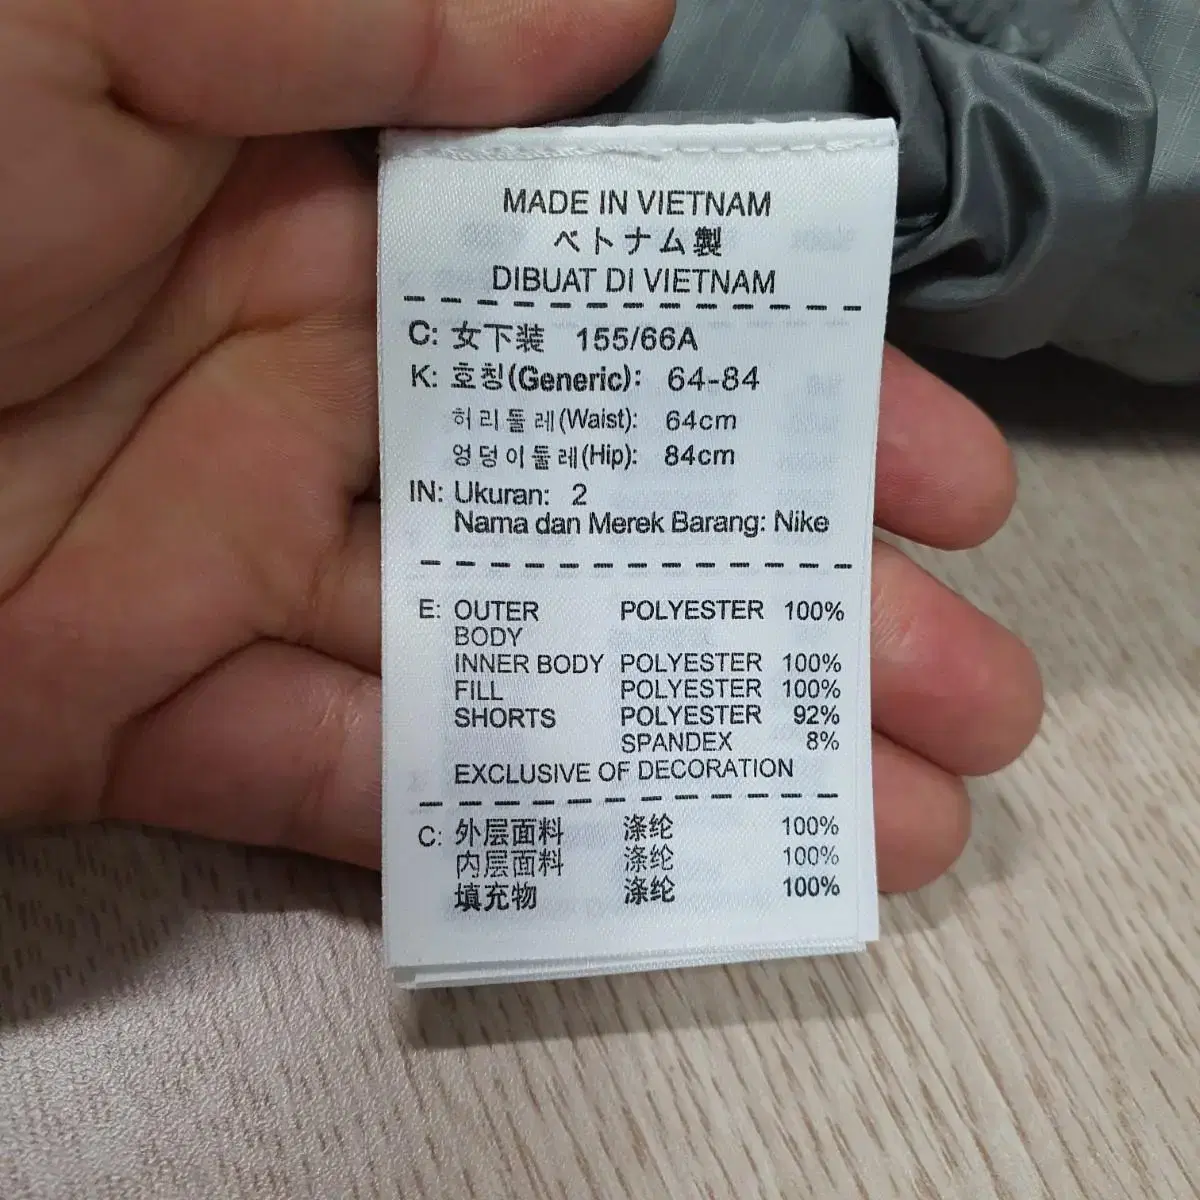 MADE IN VIETNAM
ベトナム製
DIBUAT DI VIETNAM
C: 女下装 155/66A
K: 호칭(Generic): 64-84
허리둘레(Waist): 64cm
엉덩이둘레(Hip): 84cm
IN: Ukuran: 2
Nama dan Merek Barang: Nike
E: OUTER POLYESTER 100%
BODY
INNER BODY POLYESTER 100%
FILL POLYESTER 100%
SHORTS POLYESTER 92%
SPANDEX 8%
EXCLUSIVE OF DECORATION
C: 外层面料 涤纶 100%
内层面料 涤纶 100%
填充物 涤纶 100%